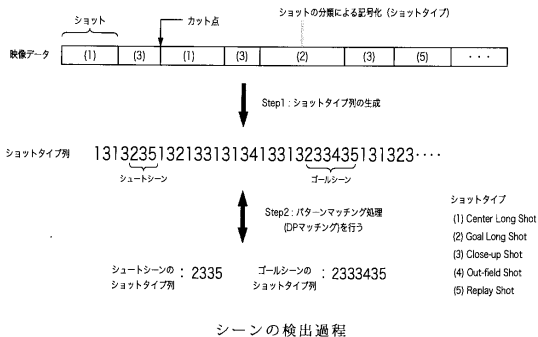 ショットの分類による記号化（ショットタイプ）
ショット
カット点
映像データ
(1) (3) (1) (3) (2) (3) (5) ・・・
Step1：ショットタイプ列の生成
ショットタイプ列
1313235132133131341331323343513132 3・・・・
シュートシーン
ゴールシーン
Step2：パターンマッチング処理
(DPマッチング)を行う
シュートシーンの
ショットタイプ列
：2335
ゴールシーンの
ショットタイプ列
：2333435
ショットタイプ
(1) Center Long Shot
(2) Goal Long Shot
(3) Close-up Shot
(4) Out-field Shot
(5) Replay Shot
シーンの検出過程